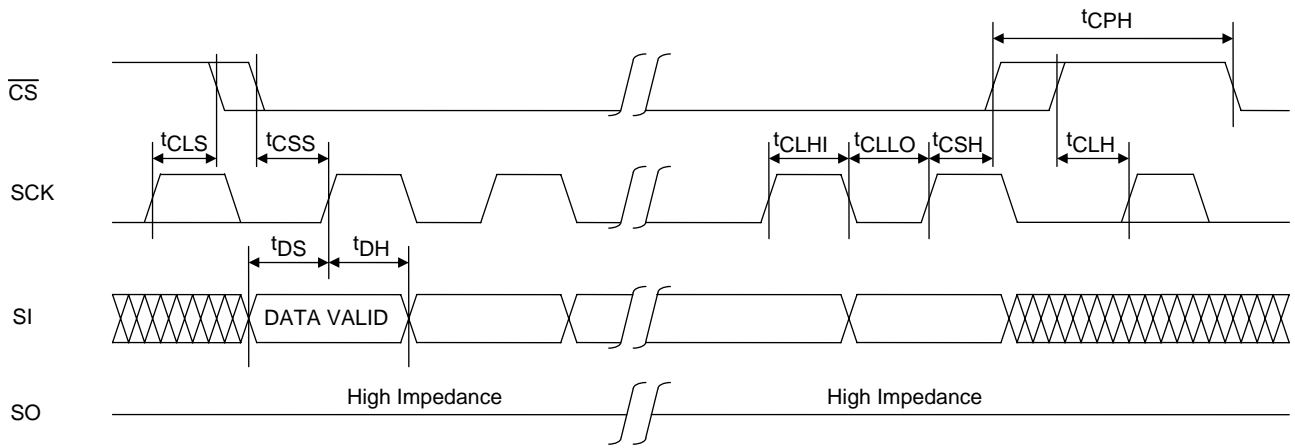 tCPH
CS
tCLS tCSS tCLHI tCLLO tCSH tCLH
SCK
tDS tDH
SI DATA VALID
High Impedance High Impedance
SO